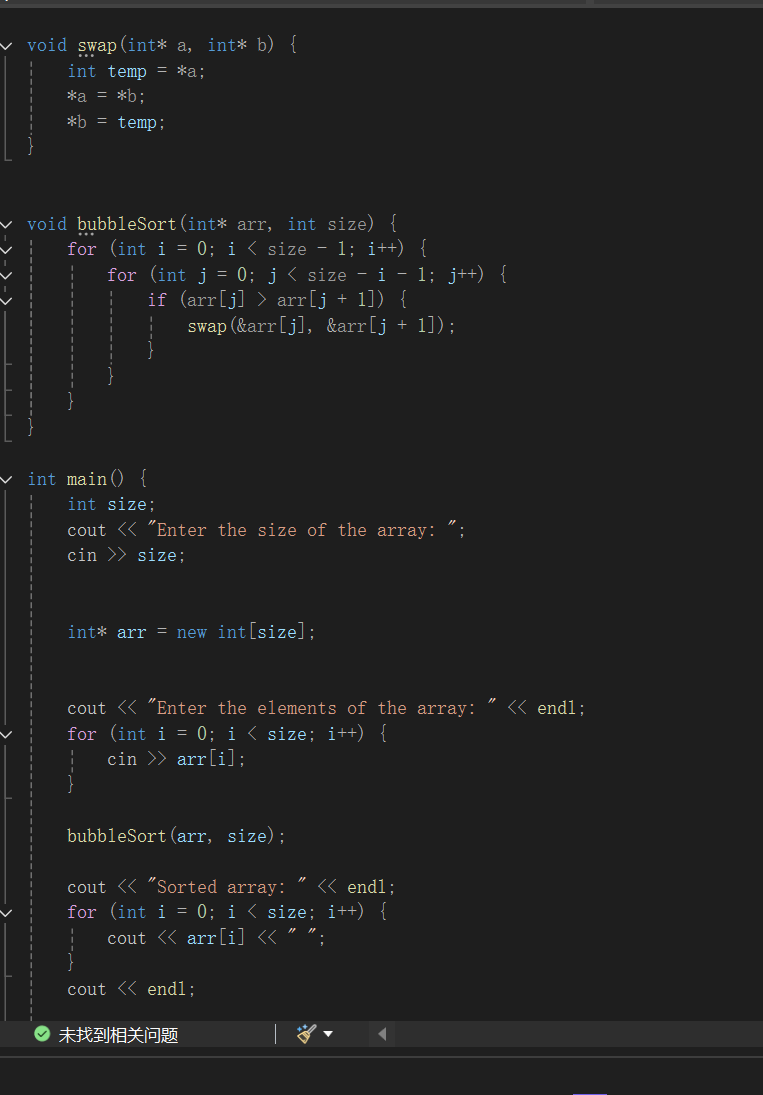 void swap(int* a, int* b) {
int temp = *a;
*a = *b;
*b = temp;
}
void bubbleSort(int* arr, int size) {
for (int i = 0; i < size - 1; i++) {
for (int j = 0; j < size - i - 1; j++) {
if (arr[j] > arr[j + 1]) {
swap(&arr[j], &arr[j + 1]);
}
}
}
}
int main() {
int size;
cout << "Enter the size of the array: ";
cin >> size;
int* arr = new int[size];
cout << "Enter the elements of the array: " << endl;
for (int i = 0; i < size; i++) {
cin >> arr[i];
}
bubbleSort(arr, size);
cout << "Sorted array: " << endl;
for (int i = 0; i < size; i++) {
cout << arr[i] << " ";
}
cout << endl;
未找到相关问题